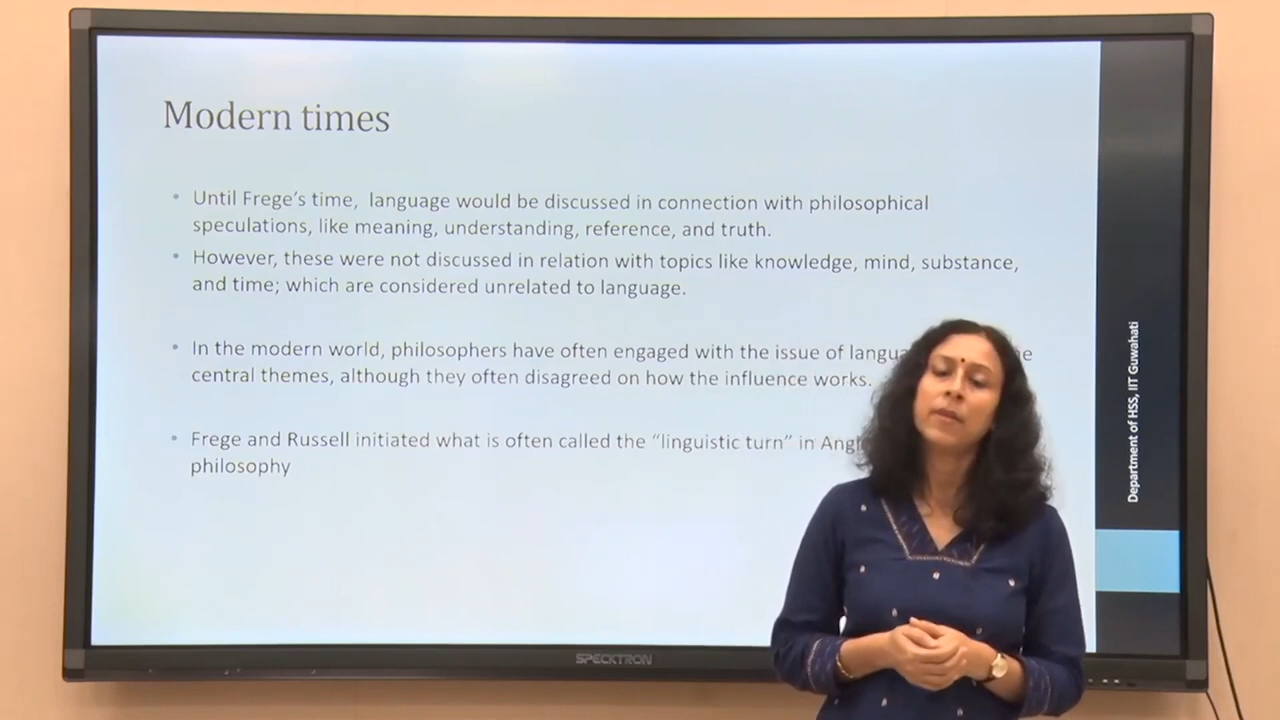 Modern times
• Until Frege's time, language would be discussed in connection with philosophical
speculations, like meaning, understanding, reference, and truth.
• However, these were not discussed in relation with topics like knowledge, mind, substance,
and time; which are considered unrelated to language.
• In the modern world, philosophers have often engaged with the issue of
central themes, although they often disagreed on how the influence works.
• Frege and Russell initiated what is often called the “linguistic turn” in
philosophy
Department of HSS, IIT Guwahati
SPECKTRON